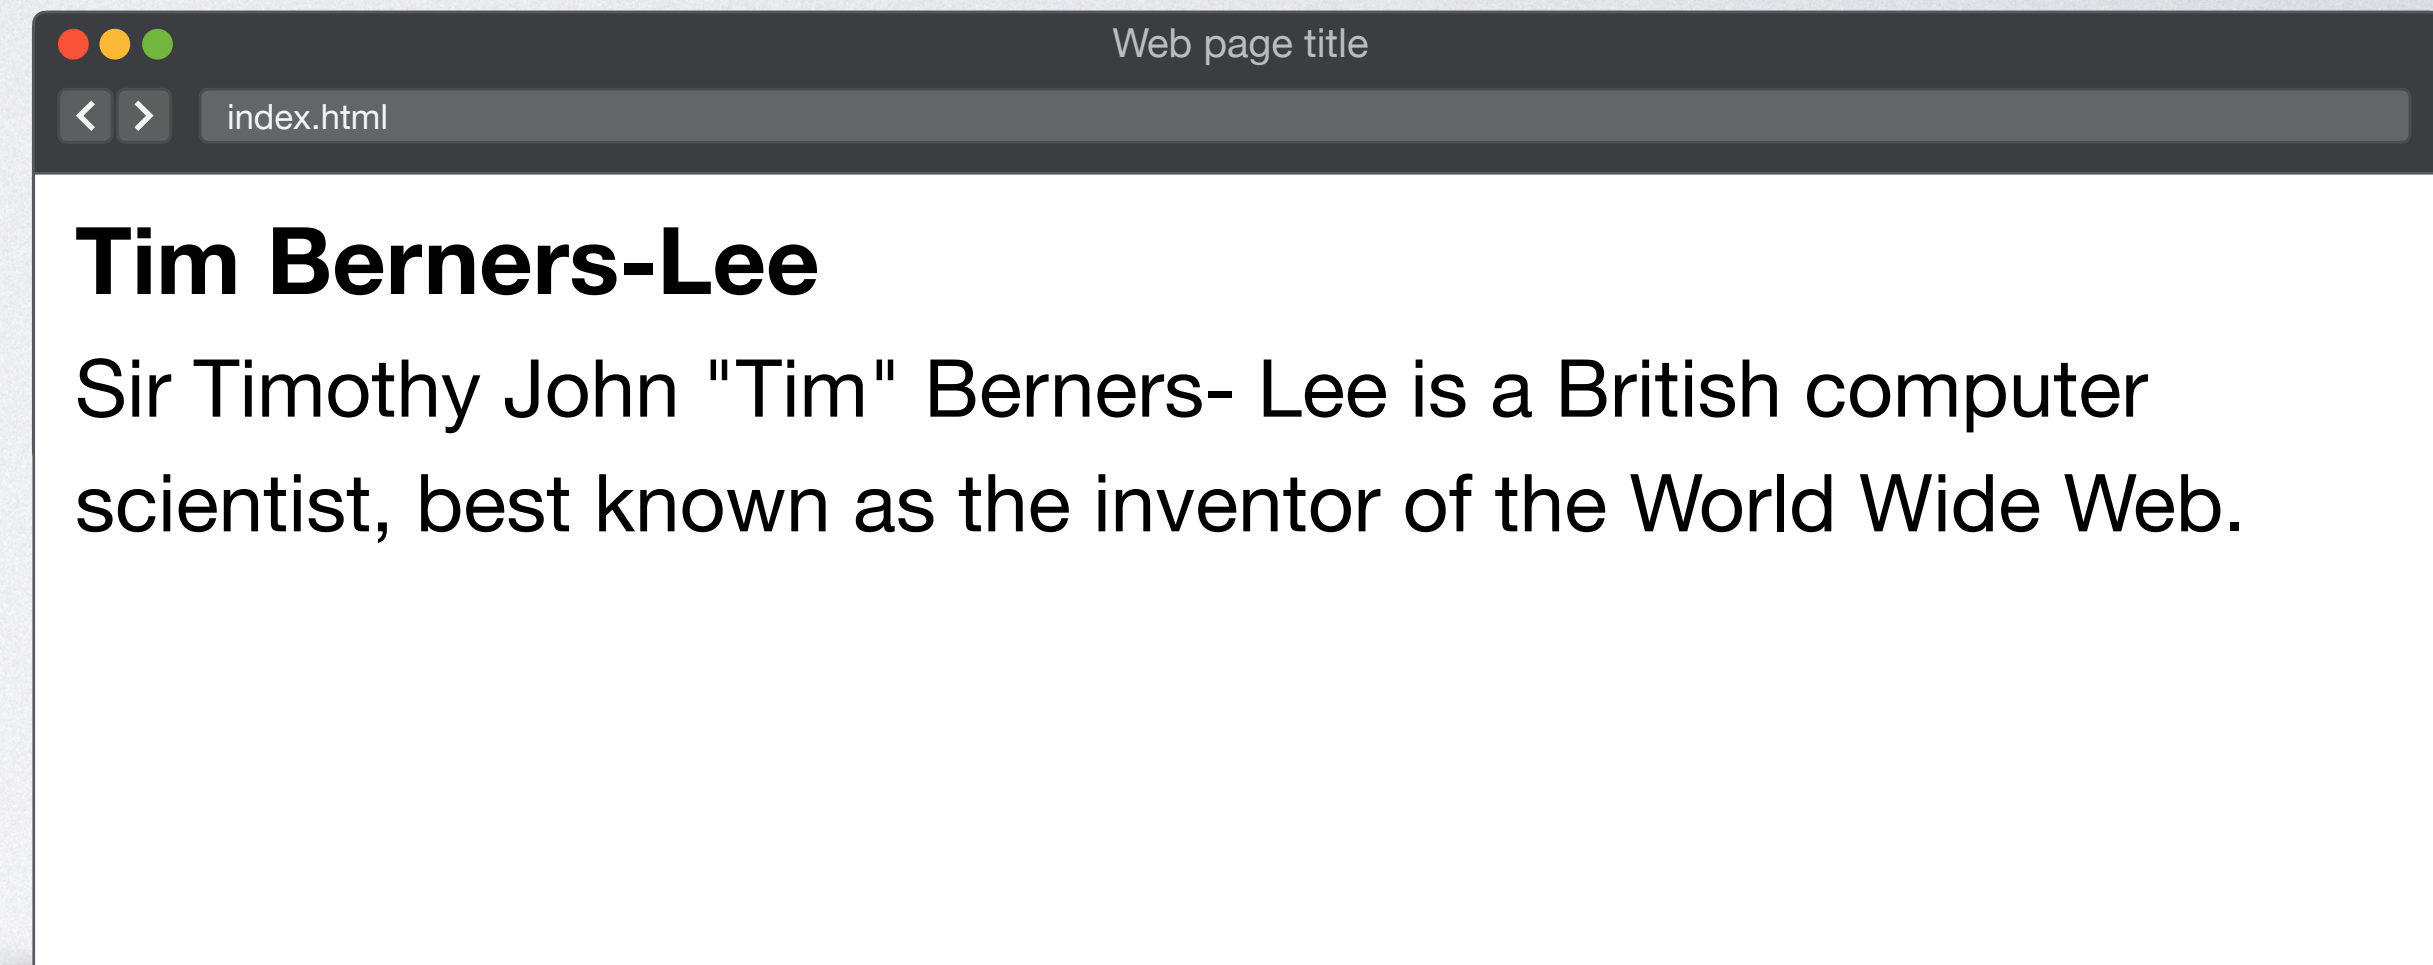 Web page title
index.html
Tim Berners-Lee
Sir Timothy John "Tim" Berners- Lee is a British computer
scientist, best known as the inventor of the World Wide Web.